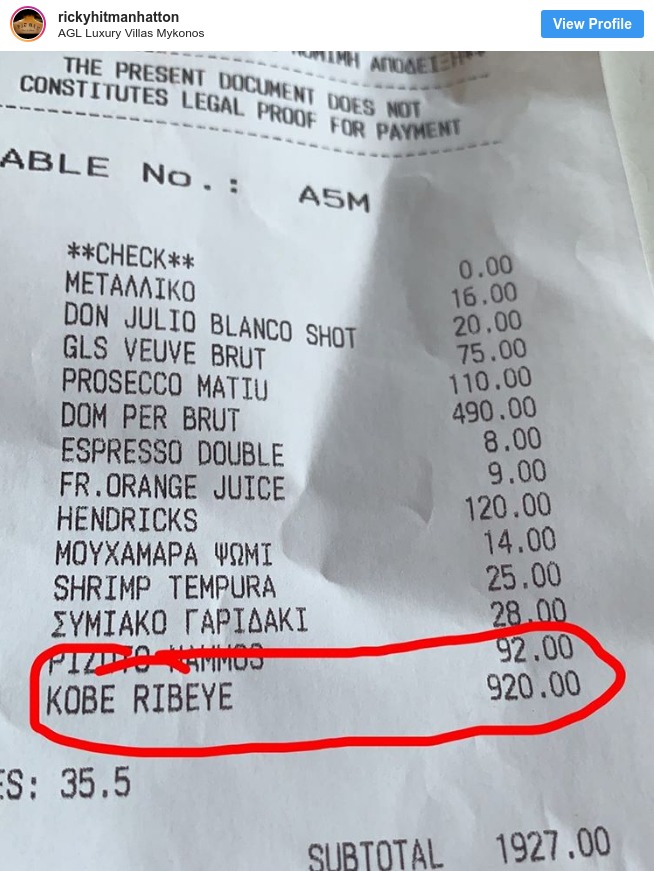 rickyhitmanhatton
AGL Luxury Villas Mykonos
View Profile
ΑΠΟΔΕΙΞΗ**
THE PRESENT DOCUMENT DOES NOT
CONSTITUTES LEGAL PROOF FOR PAYMENT
ABLE No.: A5M
**CHECK** 0.00
ΜΕΤΑΛΛΙΚΟ 16.00
DON JULIO BLANCO SHOT 20.00
GLS VEUVE BRUT 75.00
PROSECCO MATIU 110.00
DOM PER BRUT 490.00
ESPRESSO DOUBLE 8.00
FR.ORANGE JUICE 9.00
HENDRICKS 120.00
ΜΟΥΧΑΜΑΡΑ ΨΩΜΙ 14.00
SHRIMP TEMPURA 25.00
ΣΥΜΙΑΚΟ ΓΑΡΙΔΑΚΙ 28.00
ΡΙΖΟΤΟ NAMMOS 92.00
KOBE RIBEYE 920.00
ES: 35.5
SUBTOTAL 1927.00